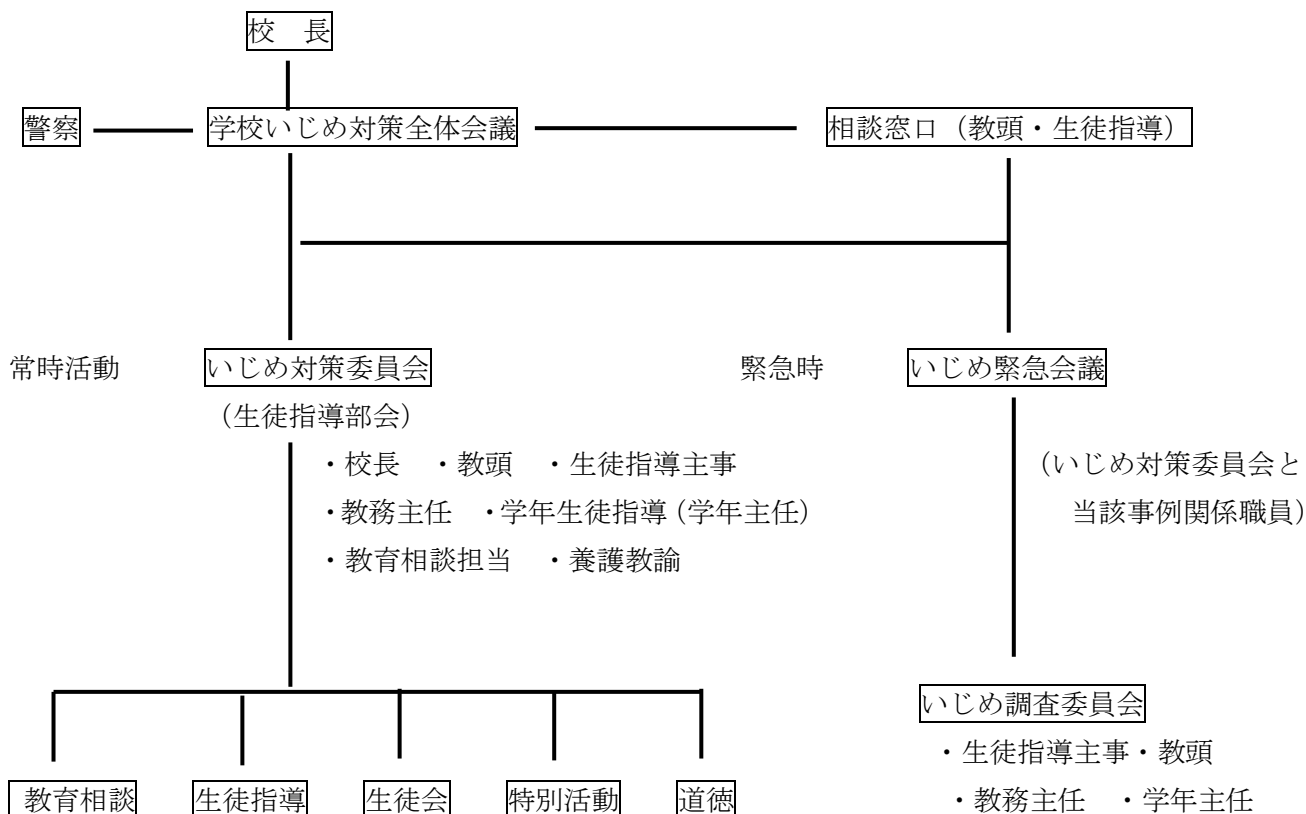 校　長
警察　学校いじめ対策全体会議　相談窓口（教頭・生徒指導）
常時活動　いじめ対策委員会　緊急時　いじめ緊急会議
（生徒指導部会）
・校長　・教頭　・生徒指導主事　（いじめ対策委員会と
・教務主任　・学年生徒指導（学年主任）　当該事例関係職員）
・教育相談担当　・養護教諭
いじめ調査委員会
・生徒指導主事・教頭
教育相談　生徒指導　生徒会　特別活動　道徳　・教務主任　・学年主任